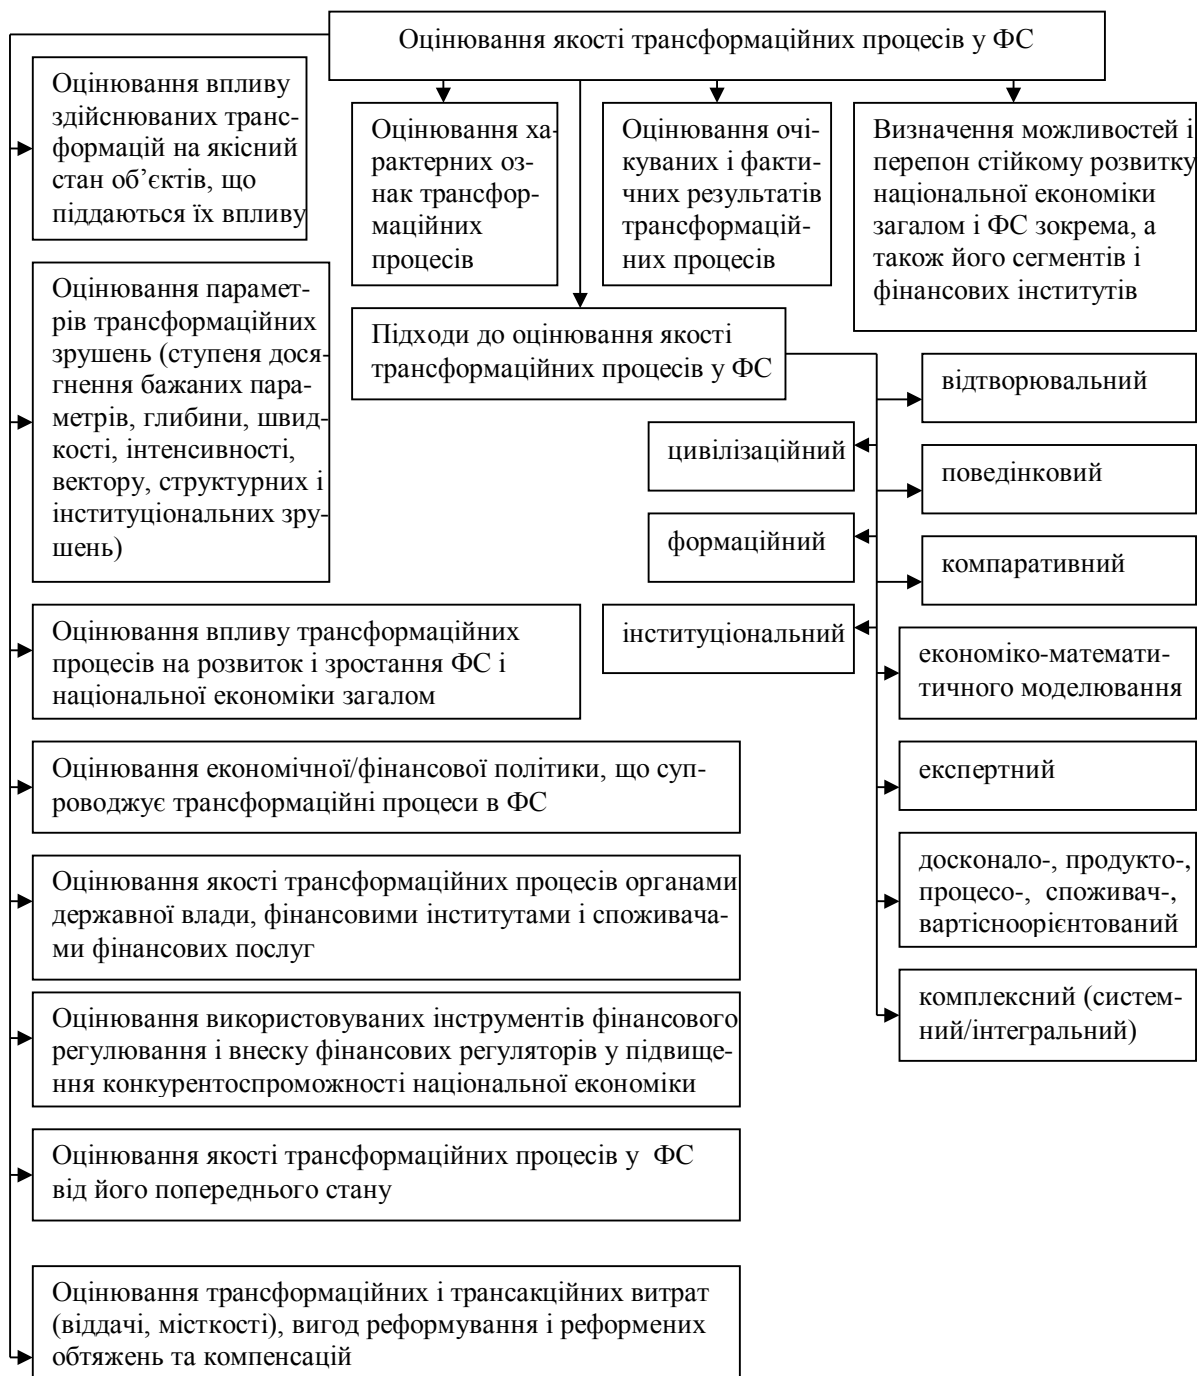 Оцінювання якості трансформаційних процесів у ФС
Оцінювання впливу
здійснюваних транс-
формацій на якісний
стан об’єктів, що
піддаються їх впливу
Оцінювання ха-
рактерних оз-
нак трансфор-
маційних
процесів
Оцінювання очі-
куваних і факти-
чних результатів
трансформацій-
них процесів
Визначення можливостей і
перепон стійкому розвитку
національної економіки
загалом і ФС зокрема, а
також його сегментів і
фінансових інститутів
Оцінювання парамет-
рів трансформаційних
зрушень (ступеня дося-
гнення бажаних пара-
метрів, глибини, швид-
кості, інтенсивності,
вектору, структурних і
інституціональних зру-
шень)
Підходи до оцінювання якості
трансформаційних процесів у ФС
відтворювальний
цивілізаційний
поведінковий
формаційний
компаративний
інституціональний
економіко-математи-
тичного моделювання
експертний
досконало-, продукто-,
процесо-, споживач-,
вартісноорієнтований
комплексний (систем-
ний/інтегральний)
Оцінювання впливу трансформаційних
процесів на розвиток і зростання ФС і
національної економіки загалом
Оцінювання економічної/фінансової політики, що суп-
роводжує трансформаційні процеси в ФС
Оцінювання якості трансформаційних процесів органами
державної влади, фінансовими інститутами і споживача-
ми фінансових послуг
Оцінювання використовуваних інструментів фінансового
регулювання і внеску фінансових регуляторів у підвище-
ння конкурентоспроможності національної економіки
Оцінювання якості трансформаційних процесів у ФС
від його попереднього стану
Оцінювання трансформаційних і трансакційних витрат
(віддачі, місткості), вигод реформування і реформених
обтяжень та компенсацій